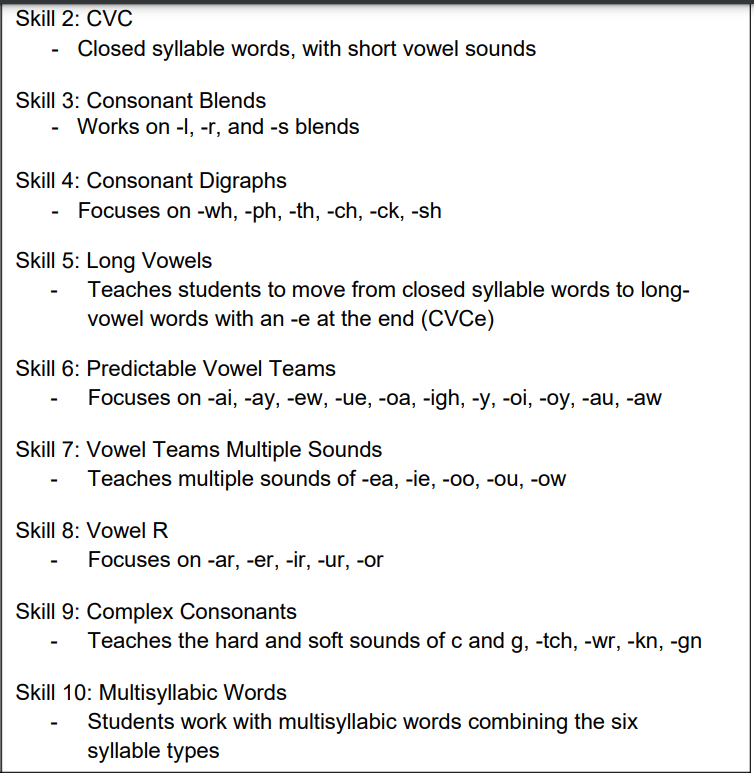 Skill 2: CVC
- Closed syllable words, with short vowel sounds
Skill 3: Consonant Blends
- Works on -l, -r, and -s blends
Skill 4: Consonant Digraphs
- Focuses on -wh, -ph, -th, -ch, -ck, -sh
Skill 5: Long Vowels
- Teaches students to move from closed syllable words to long-
vowel words with an -e at the end (CVCe)
Skill 6: Predictable Vowel Teams
- Focuses on -ai, -ay, -ew, -ue, -oa, -igh, -y, -oi, -oy, -au, -aw
Skill 7: Vowel Teams Multiple Sounds
- Teaches multiple sounds of -ea, -ie, -oo, -ou, -ow
Skill 8: Vowel R
- Focuses on -ar, -er, -ir, -ur, -or
Skill 9: Complex Consonants
- Teaches the hard and soft sounds of c and g, -tch, -wr, -kn, -gn
Skill 10: Multisyllabic Words
- Students work with multisyllabic words combining the six
syllable types